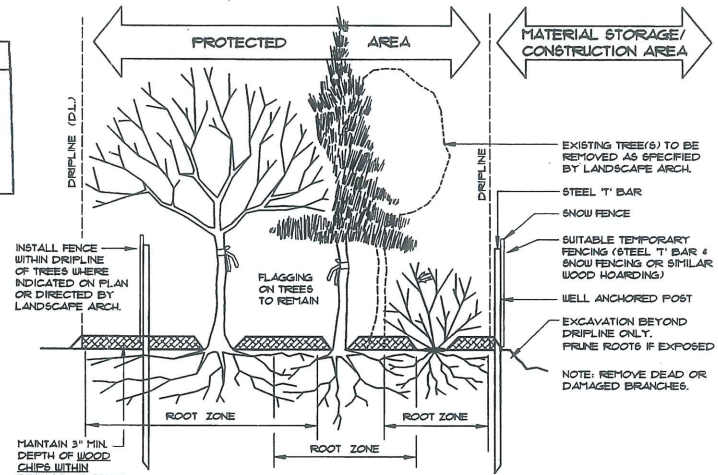 PROTECTED AREA
MATERIAL STORAGE/
CONSTRUCTION AREA
DRIPLINE (D.L.)
DRIPLINE
EXISTING TREE(S) TO BE
REMOVED AS SPECIFIED
BY LANDSCAPE ARCH.
STEEL 'T' BAR
SNOW FENCE
SUITABLE TEMPORARY
FENCING (STEEL 'T' BAR &
SNOW FENCING OR SIMILAR
WOOD HOARDING)
WELL ANCHORED POST
EXCAVATION BEYOND
DRIPLINE ONLY.
PRUNE ROOTS IF EXPOSED
NOTE: REMOVE DEAD OR
DAMAGED BRANCHES.
INSTALL FENCE
WITHIN DRIPLINE
OF TREES WHERE
INDICATED ON PLAN
OR DIRECTED BY
LANDSCAPE ARCH.
FLAGGING
ON TREES
TO REMAIN
ROOT ZONE
ROOT ZONE
ROOT ZONE
MAINTAIN 3" MIN.
DEPTH OF WOOD
CHIPS WITHIN